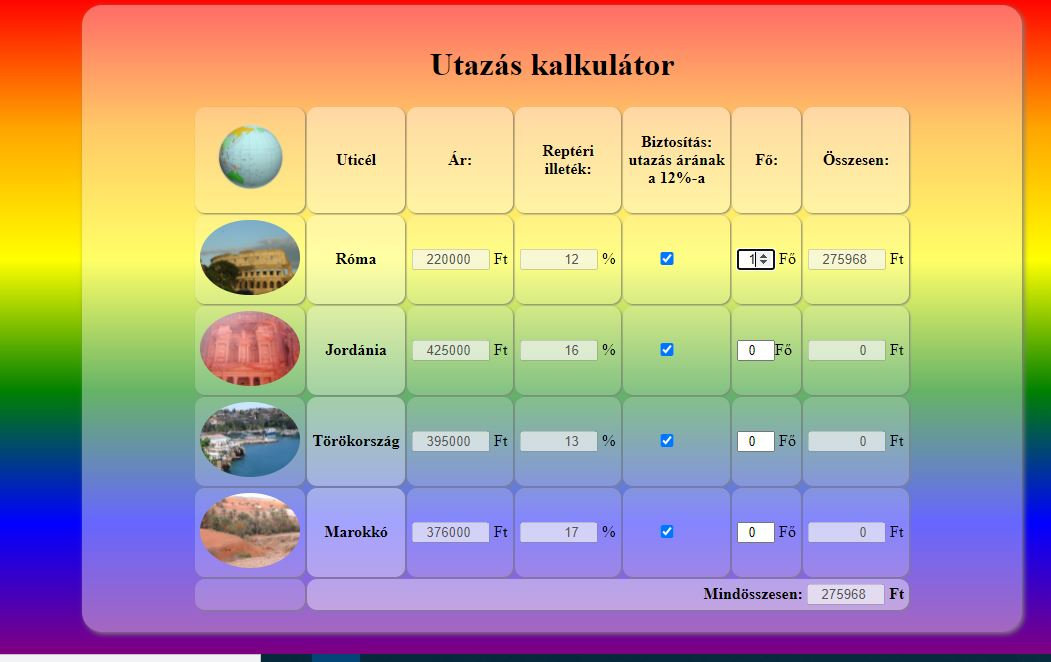 Utazás kalkulátor
Uticél
Ár:
Reptéri
illeték:
Biztosítás:
utazás árának
a 12%-a
Fő:
Összesen:
Róma 220000 Ft 12 % 1 Fő 275968 Ft
Jordánia 425000 Ft 16 % 0 Fő 0 Ft
Törökország 395000 Ft 13 % 0 Fő 0 Ft
Marokkó 376000 Ft 17 % 0 Fő 0 Ft
Mindösszesen: 275968 Ft